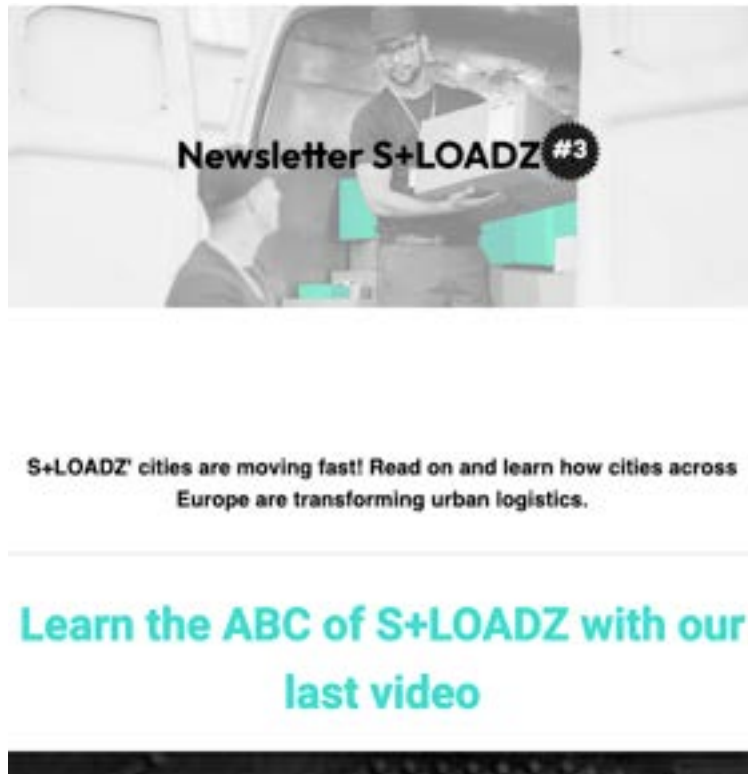 Newsletter S+LOADZ #3
S+LOADZ' cities are moving fast! Read on and learn how cities across
Europe are transforming urban logistics.
Learn the ABC of S+LOADZ with our
last video